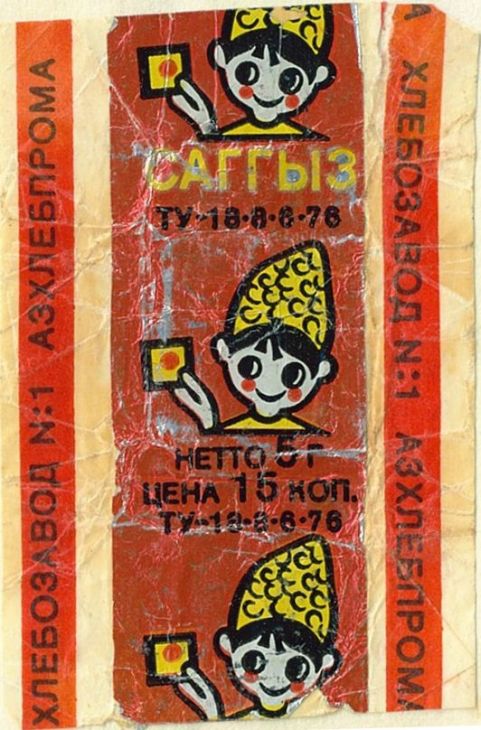 ХЛЕБОЗАВОД N:1 АЗХЛЕБПРОМА
САГГЫЗ
ТУ-18-8-6-76
НЕТТО 5 г
ЦЕНА 15 коп.
ТУ-18-8-6-76
А
ХЛЕБОЗАВОД N:1 АЗХЛЕБПРОМА